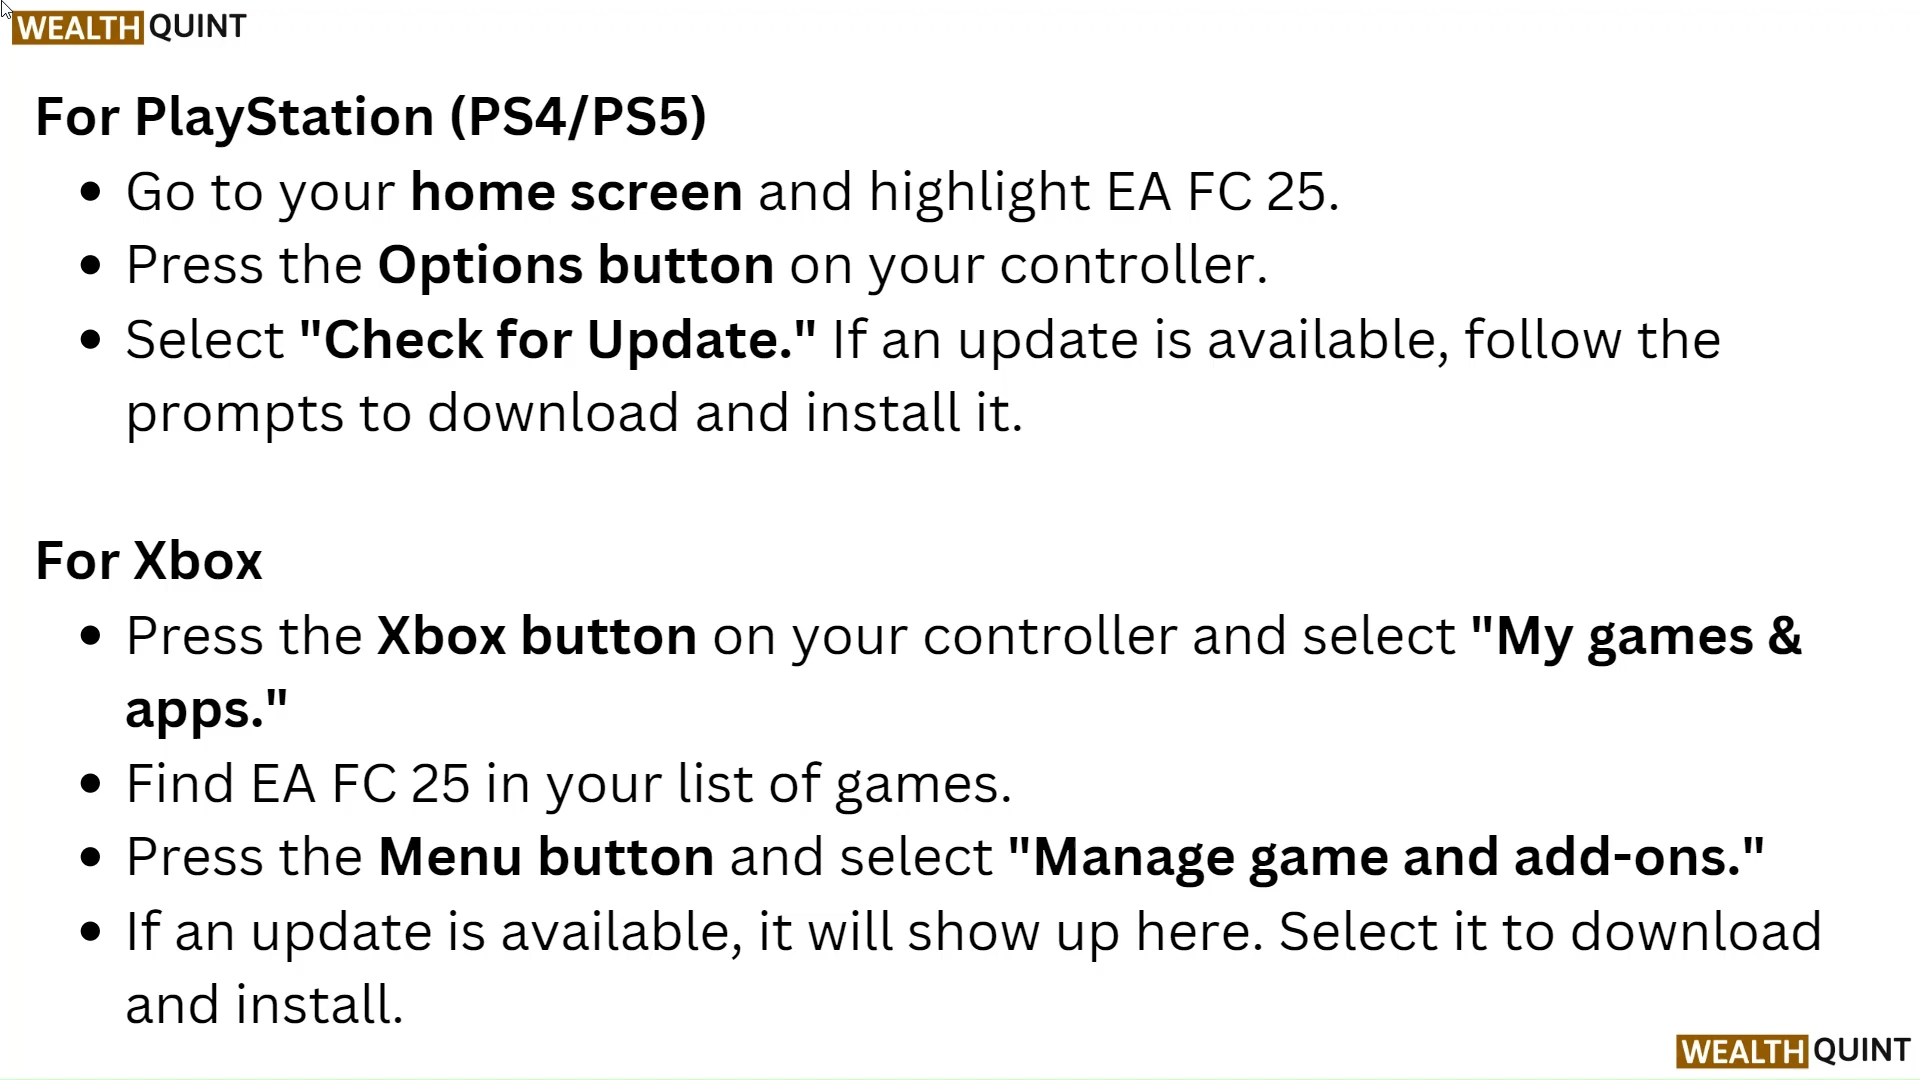 WEALTH QUINT
For PlayStation (PS4/PS5)
• Go to your home screen and highlight EA FC 25.
• Press the Options button on your controller.
• Select "Check for Update." If an update is available, follow the
prompts to download and install it.
For Xbox
• Press the Xbox button on your controller and select "My games &
apps."
• Find EA FC 25 in your list of games.
• Press the Menu button and select "Manage game and add-ons."
• If an update is available, it will show up here. Select it to download
and install.
WEALTH QUINT